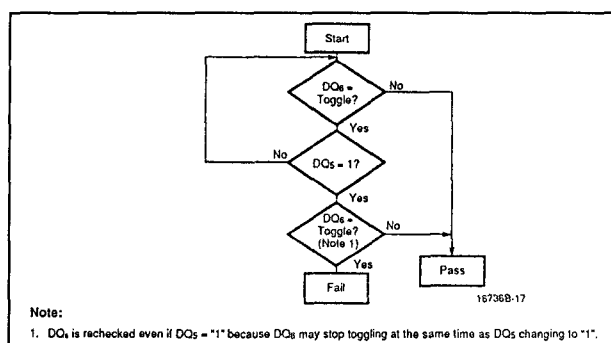 Start
DQ6 =
Toggle?
No
Yes
No
DQ5 = 1?
Yes
DQ6 =
Toggle?
(Note 1)
No
Yes
Fail
Pass
16736B-17
Note:
1. DQ6 is rechecked even if DQ5 = "1" because DQ6 may stop toggling at the same time as DQ5 changing to "1".